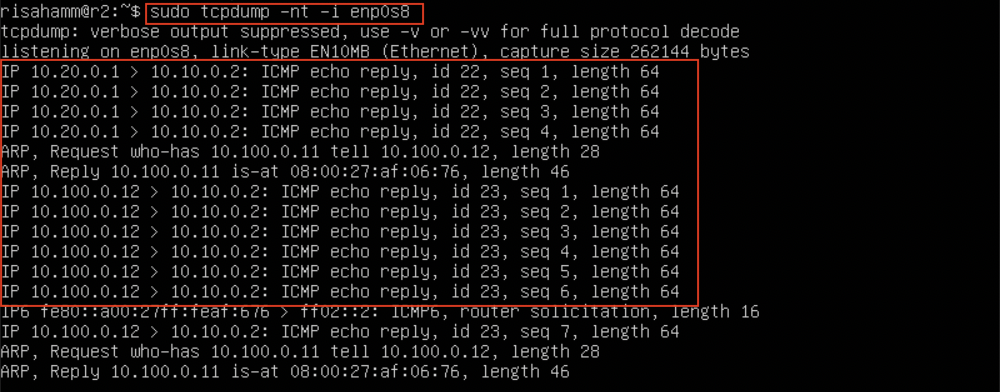 risahamm@r2:~$ sudo tcpdump -nt -i enp0s8
tcpdump: verbose output suppressed, use -v or -vv for full protocol decode
listening on enp0s8, link-type EN10MB (Ethernet), capture size 262144 bytes
IP 10.20.0.1 > 10.10.0.2: ICMP echo reply, id 22, seq 1, length 64
IP 10.20.0.1 > 10.10.0.2: ICMP echo reply, id 22, seq 2, length 64
IP 10.20.0.1 > 10.10.0.2: ICMP echo reply, id 22, seq 3, length 64
IP 10.20.0.1 > 10.10.0.2: ICMP echo reply, id 22, seq 4, length 64
ARP, Request who-has 10.100.0.11 tell 10.100.0.12, length 28
ARP, Reply 10.100.0.11 is-at 08:00:27:af:06:76, length 46
IP 10.100.0.12 > 10.10.0.2: ICMP echo reply, id 23, seq 1, length 64
IP 10.100.0.12 > 10.10.0.2: ICMP echo reply, id 23, seq 2, length 64
IP 10.100.0.12 > 10.10.0.2: ICMP echo reply, id 23, seq 3, length 64
IP 10.100.0.12 > 10.10.0.2: ICMP echo reply, id 23, seq 4, length 64
IP 10.100.0.12 > 10.10.0.2: ICMP echo reply, id 23, seq 5, length 64
IP 10.100.0.12 > 10.10.0.2: ICMP echo reply, id 23, seq 6, length 64
IP6 fe80::a00:27ff:feaf:676 > ff02::2: ICMP6, router solicitation, length 16
IP 10.100.0.12 > 10.10.0.2: ICMP echo reply, id 23, seq 7, length 64
ARP, Request who-has 10.100.0.11 tell 10.100.0.12, length 28
ARP, Reply 10.100.0.11 is-at 08:00:27:af:06:76, length 46